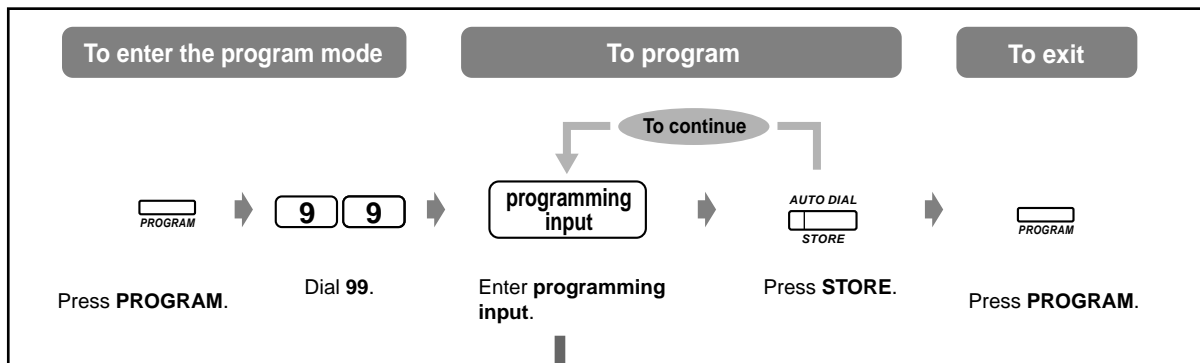 To enter the program mode
To program
To exit
To continue
PROGRAM
9 9
programming
input
AUTO DIAL
STORE
PROGRAM
Press PROGRAM.
Dial 99.
Enter programming
input.
Press STORE.
Press PROGRAM.